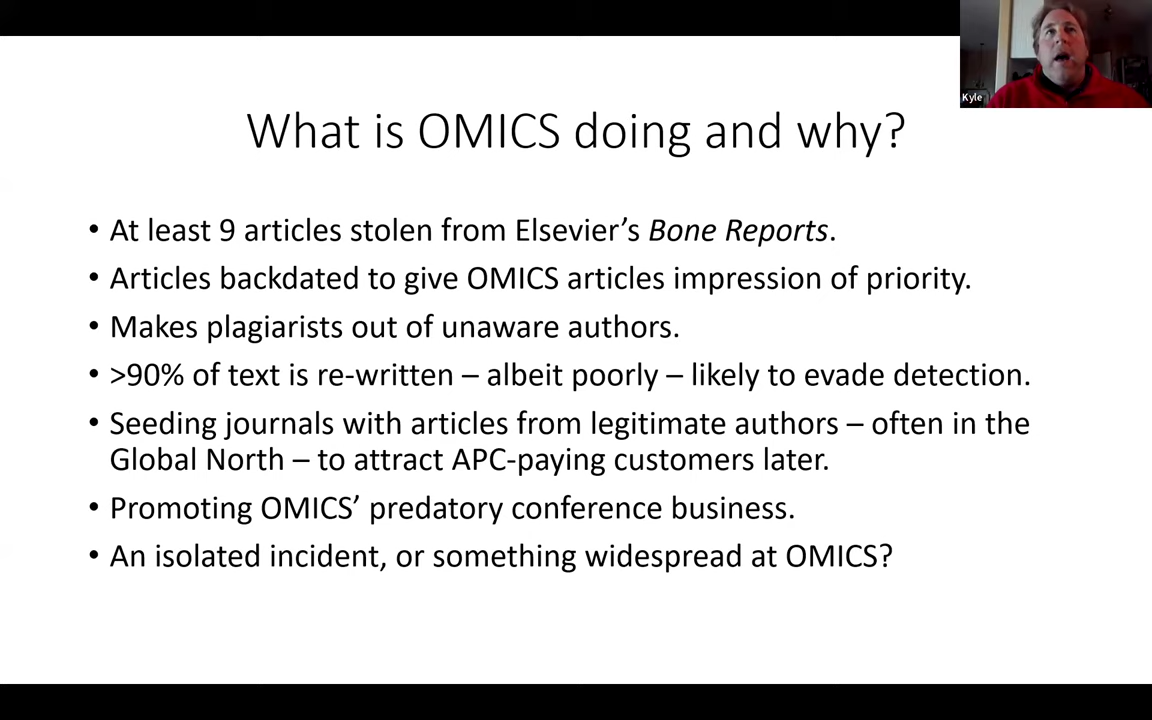 Kyle
What is OMICS doing and why?
• At least 9 articles stolen from Elsevier’s Bone Reports.
• Articles backdated to give OMICS articles impression of priority.
• Makes plagiarists out of unaware authors.
• >90% of text is re-written – albeit poorly – likely to evade detection.
• Seeding journals with articles from legitimate authors – often in the
Global North – to attract APC-paying customers later.
• Promoting OMICS’ predatory conference business.
• An isolated incident, or something widespread at OMICS?